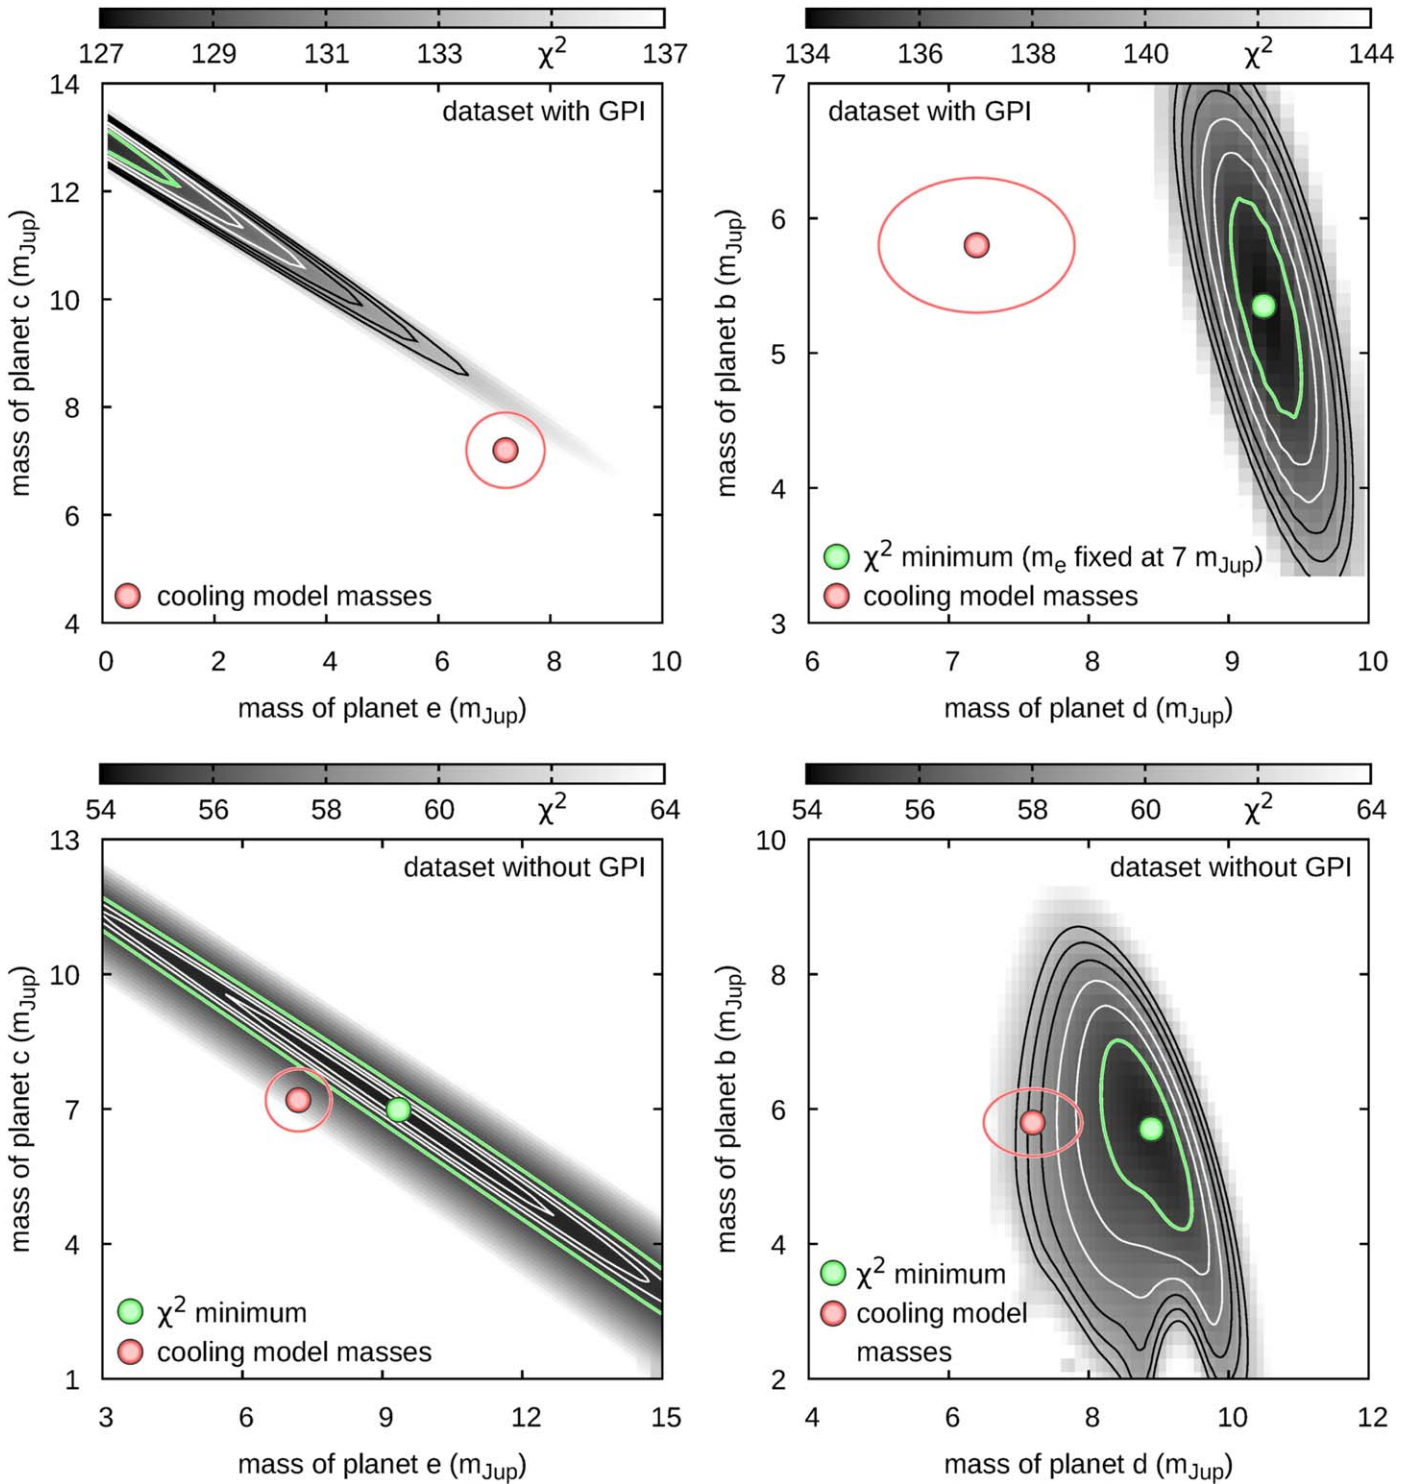 127 129 131 133 χ² 137
14
dataset with GPI
12
10
8
6
4
mass of planet c (mJup)
cooling model masses
0 2 4 6 8 10
mass of planet e (mJup)
134 136 138 140 χ² 144
7
dataset with GPI
6
5
4
3
mass of planet b (mJup)
χ² minimum (me fixed at 7 mJup)
cooling model masses
6 7 8 9 10
mass of planet d (mJup)
54 56 58 60 χ² 64
13
dataset without GPI
10
7
4
1
mass of planet c (mJup)
χ² minimum
cooling model masses
3 6 9 12 15
mass of planet e (mJup)
54 56 58 60 χ² 64
10
dataset without GPI
8
6
4
2
mass of planet b (mJup)
χ² minimum
cooling model
masses
4 6 8 10 12
mass of planet d (mJup)